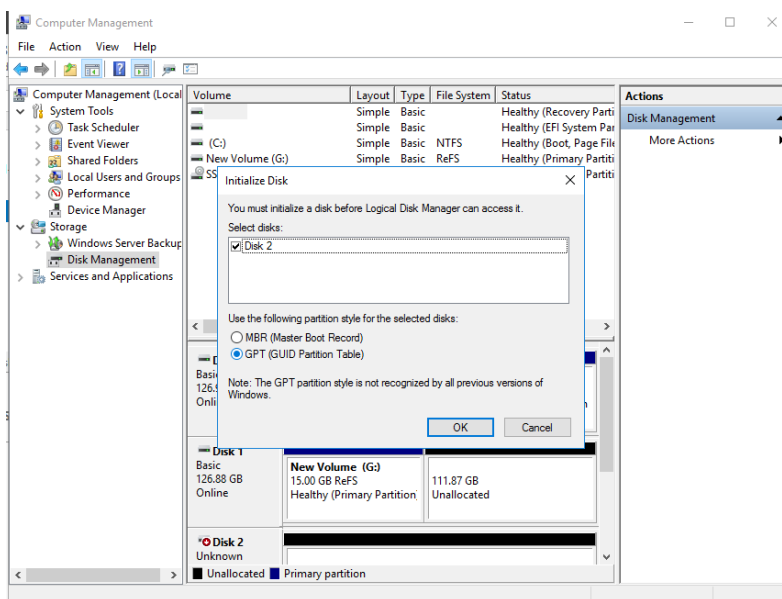 Computer Management
File Action View Help
Computer Management (Local
System Tools
Task Scheduler
Event Viewer
Shared Folders
Local Users and Groups
Performance
Device Manager
Storage
Windows Server Backup
Disk Management
Services and Applications
Volume Layout Type File System Status
Simple Basic Healthy (Recovery Parti
Simple Basic Healthy (EFI System Par
(C:) Simple Basic NTFS Healthy (Boot, Page File
New Volume (G:) Simple Basic ReFS Healthy (Primary Partiti
SS Partiti
Actions
Disk Management
More Actions
Initialize Disk
You must initialize a disk before Logical Disk Manager can access it.
Select disks:
Disk 2
Use the following partition style for the selected disks:
MBR (Master Boot Record)
GPT (GUID Partition Table)
Note: The GPT partition style is not recognized by all previous versions of
Windows.
OK Cancel
Basi
126.9
Onli
Disk 1
Basic
126.88 GB
Online
New Volume (G:)
15.00 GB ReFS
Healthy (Primary Partition)
111.87 GB
Unallocated
Disk 2
Unknown
Unallocated Primary partition